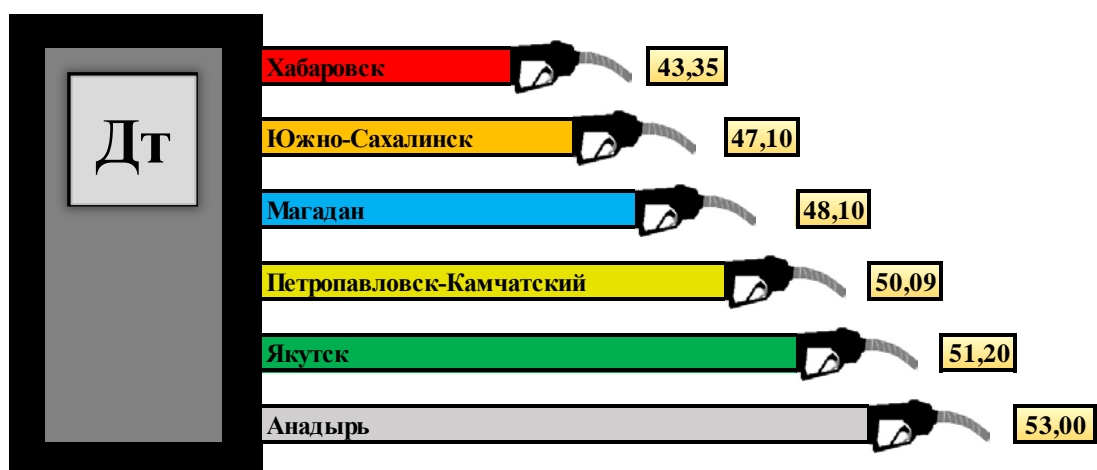 Дт
Хабаровск 43,35
Южно-Сахалинск 47,10
Магадан 48,10
Петропавловск-Камчатский 50,09
Якутск 51,20
Анадырь 53,00